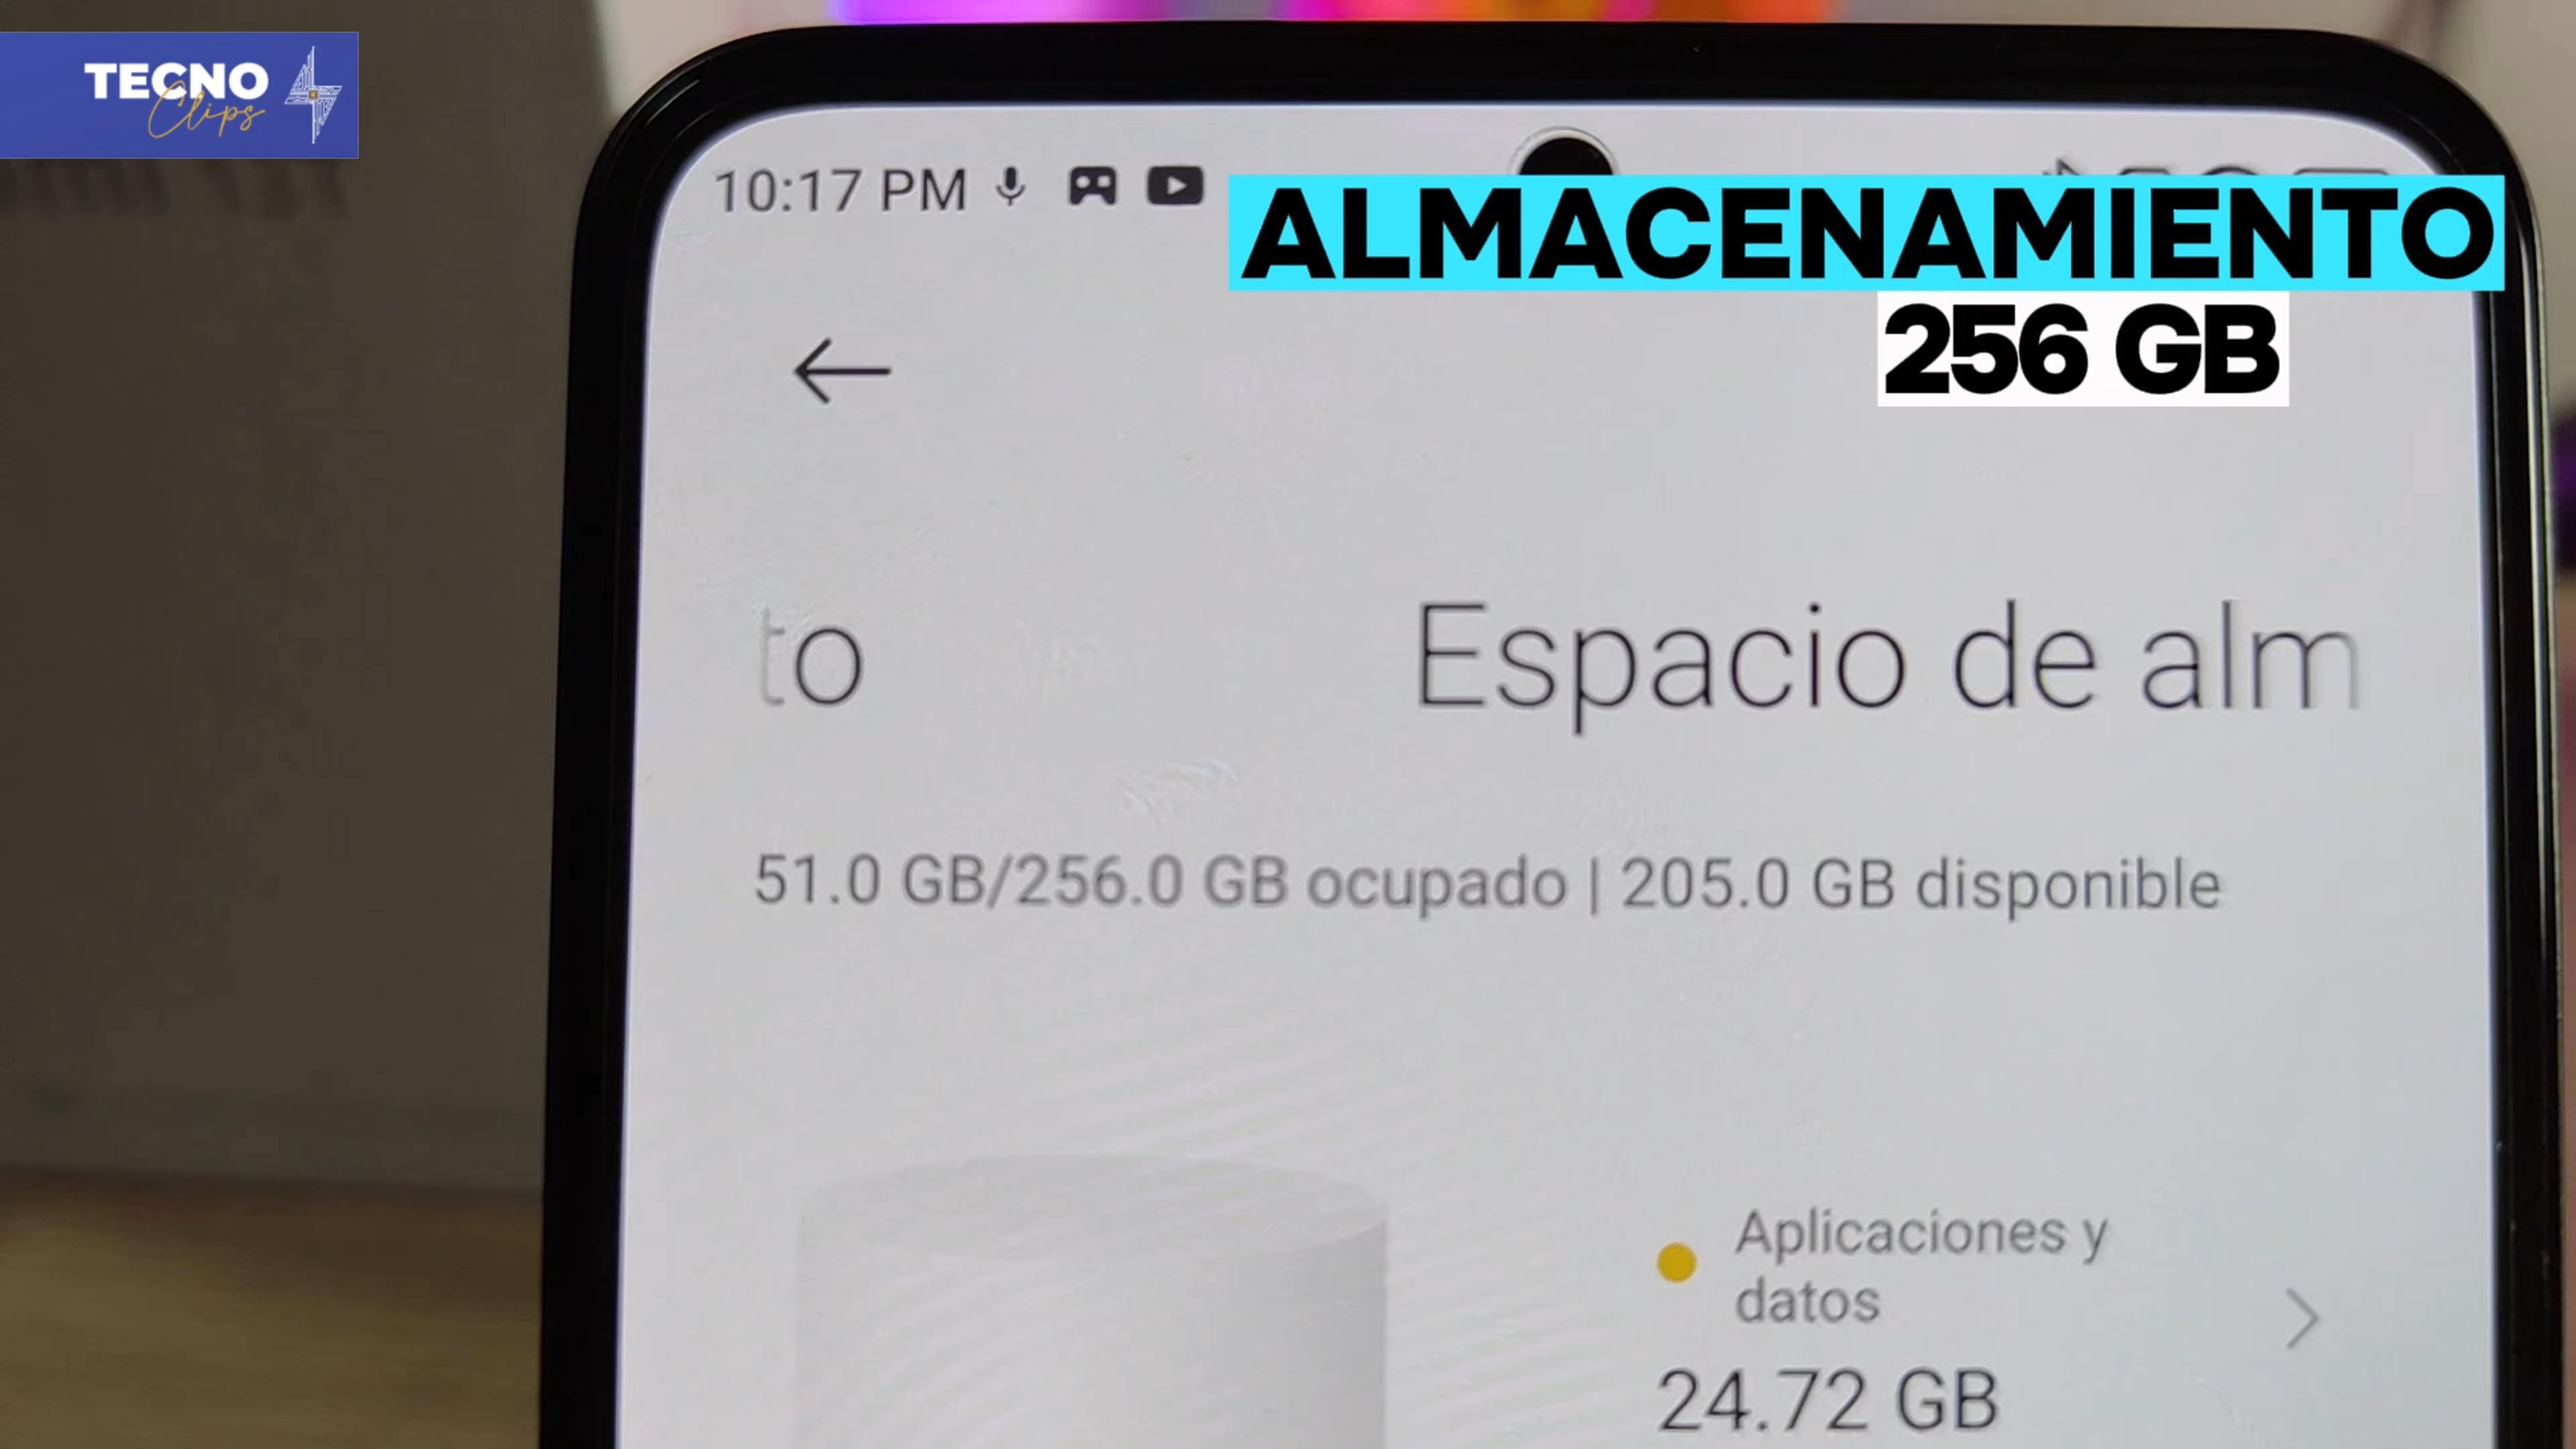 TECNO
Clips
10:17 PM
ALMACENAMIENTO
256 GB
to Espacio de alm
51.0 GB/256.0 GB ocupado | 205.0 GB disponible
Aplicaciones y
datos
24.72 GB